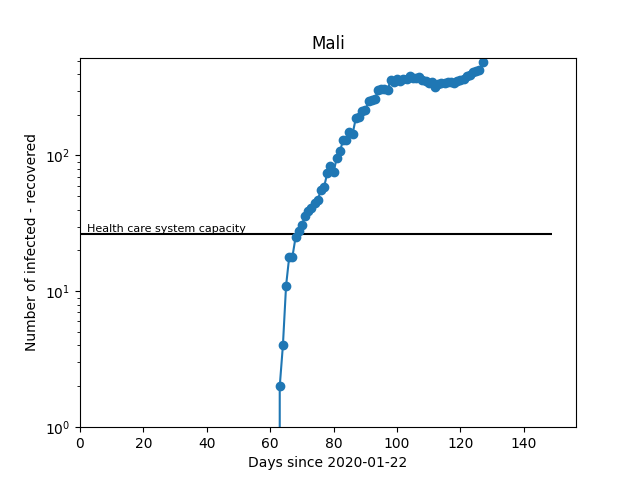 Mali
Number of infected - recovered
10²
10¹
10⁰
Health care system capacity
0 20 40 60 80 100 120 140
Days since 2020-01-22